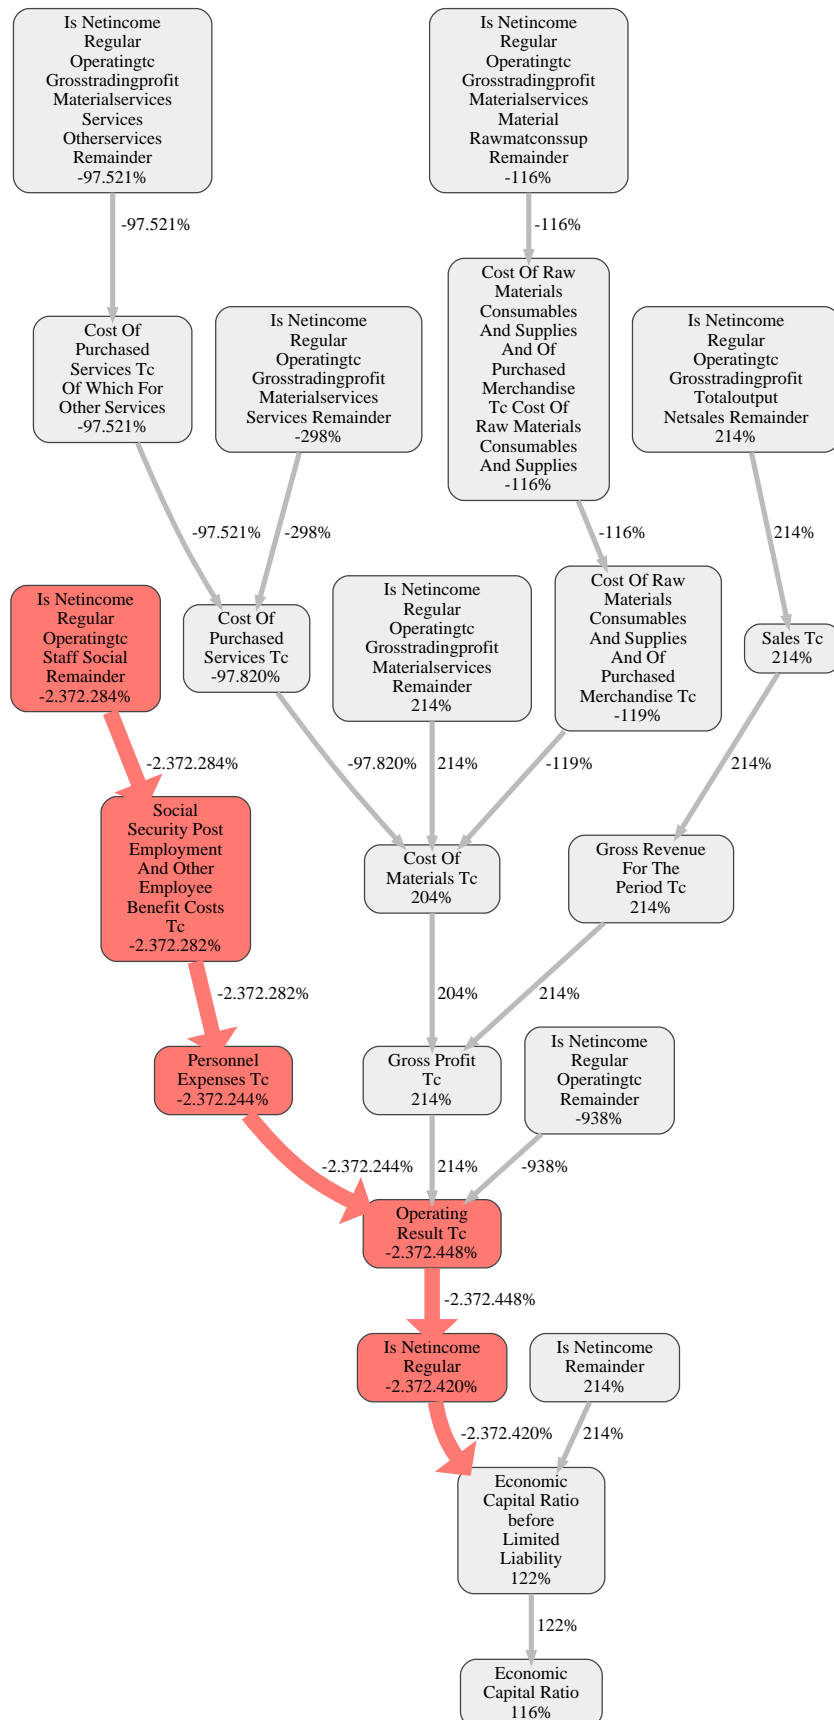 Is Netincome
Regular
Operatingtc
Grosstradingprofit
Materialservices
Services
Otherservices
Remainder
-97.521%
Is Netincome
Regular
Operatingtc
Grosstradingprofit
Materialservices
Material
Rawmatconssup
Remainder
-116%
-97.521%
-116%
Cost Of
Purchased
Services Tc
Of Which For
Other Services
-97.521%
Is Netincome
Regular
Operatingtc
Grosstradingprofit
Materialservices
Services Remainder
-298%
Cost Of Raw
Materials
Consumables
And Supplies
And Of
Purchased
Merchandise
Tc Cost Of
Raw Materials
Consumables
And Supplies
-116%
Is Netincome
Regular
Operatingtc
Grosstradingprofit
Totaloutput
Netsales Remainder
214%
-97.521%
-298%
-116%
214%
Is Netincome
Regular
Operatingtc
Staff Social
Remainder
-2.372.284%
Cost Of
Purchased
Services Tc
-97.820%
Is Netincome
Regular
Operatingtc
Grosstradingprofit
Materialservices
Remainder
214%
Cost Of Raw
Materials
Consumables
And Supplies
And Of
Purchased
Merchandise Tc
-119%
Sales Tc
214%
-2.372.284%
-97.820%
214%
-119%
214%
Social
Security Post
Employment
And Other
Employee
Benefit Costs
Tc
-2.372.282%
Cost Of
Materials Tc
204%
Gross Revenue
For The
Period Tc
214%
-2.372.282%
204%
214%
Personnel
Expenses Tc
-2.372.244%
Gross Profit
Tc
214%
Is Netincome
Regular
Operatingtc
Remainder
-938%
-2.372.244%
214%
-938%
Operating
Result Tc
-2.372.448%
-2.372.448%
Is Netincome
Regular
-2.372.420%
Is Netincome
Remainder
214%
-2.372.420%
214%
Economic
Capital Ratio
before
Limited
Liability
122%
122%
Economic
Capital Ratio
116%